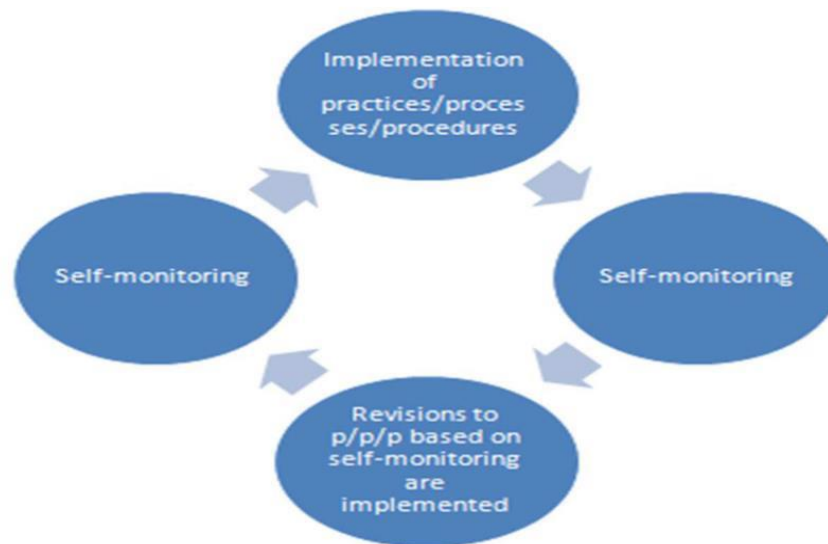 Implementation
of
practices/proces
ses/procedures
Self-monitoring
Self-monitoring
Revisions to
p/p/p based on
self-monitoring
are
implemented